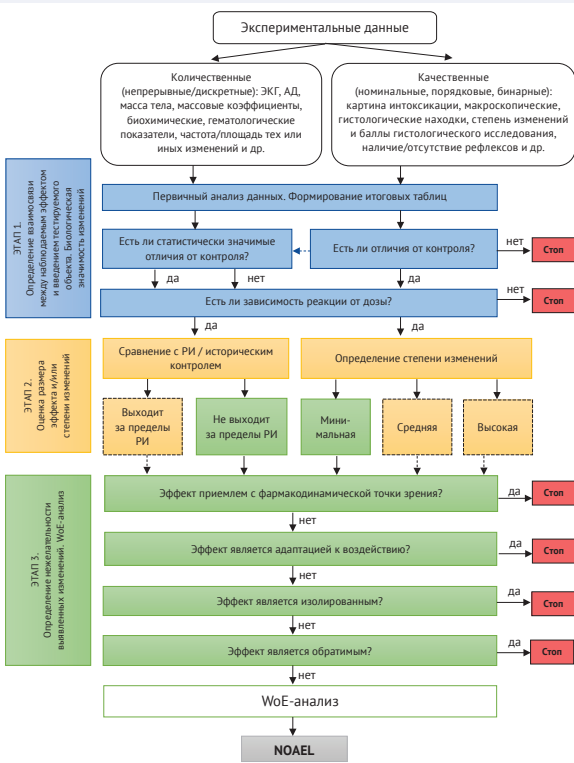 Экспериментальные данные
Количественные
(непрерывные/дискретные): ЭКГ, АД,
масса тела, массовые коэффициенты,
биохимические, гематологические
показатели, частота/площадь тех или
иных изменений и др.
Качественные
(номинальные, порядковые, бинарные):
картина интоксикации, макроскопические,
гистологические находки, степень изменений
и баллы гистологического исследования,
наличие/отсутствие рефлексов и др.
ЭТАП 1.
Определение взаимосвязи
между наблюдаемым эффектом
и введением тестируемого
объекта. Биологическая
значимость изменений
Первичный анализ данных. Формирование итоговых таблиц
Есть ли статистически значимые
отличия от контроля?
Есть ли отличия от контроля?
нет
Стоп
да
нет
да
Есть ли зависимость реакции от дозы?
нет
Стоп
да
да
ЭТАП 2.
Оценка размера
эффекта и/или
степени изменений
Сравнение с РИ / историческим
контролем
Определение степени изменений
Выходит
за пределы
РИ
Не выходит
за пределы РИ
Мини-
мальная
Средняя
Высокая
ЭТАП 3.
Определение нежелательности
выявленных изменений. WoE-анализ
Эффект приемлем с фармакодинамической точки зрения?
да
Стоп
нет
Эффект является адаптацией к воздействию?
да
Стоп
нет
Эффект является изолированным?
да
Стоп
нет
Эффект является обратимым?
да
Стоп
нет
WoE-анализ
NOAEL